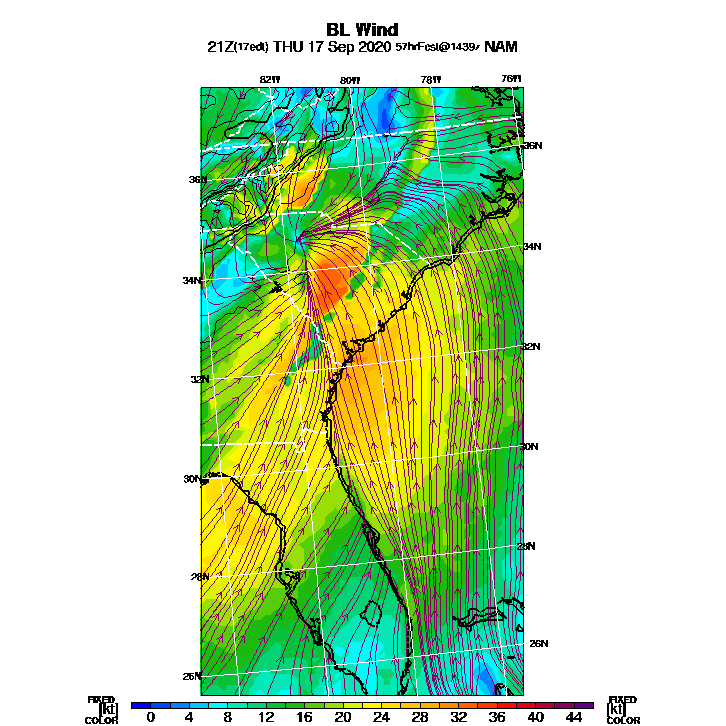 BL Wind
21Z(17edt) THU 17 Sep 2020 57hrFcst@1439z NAM
82W 80W 78W 76W
36N 36N
34N 34N
32N 32N
30N 30N
28N 28N
26N 26N
FIXED [kt] COLOR 0 4 8 12 16 20 24 28 32 36 40 44 FIXED [kt] COLOR